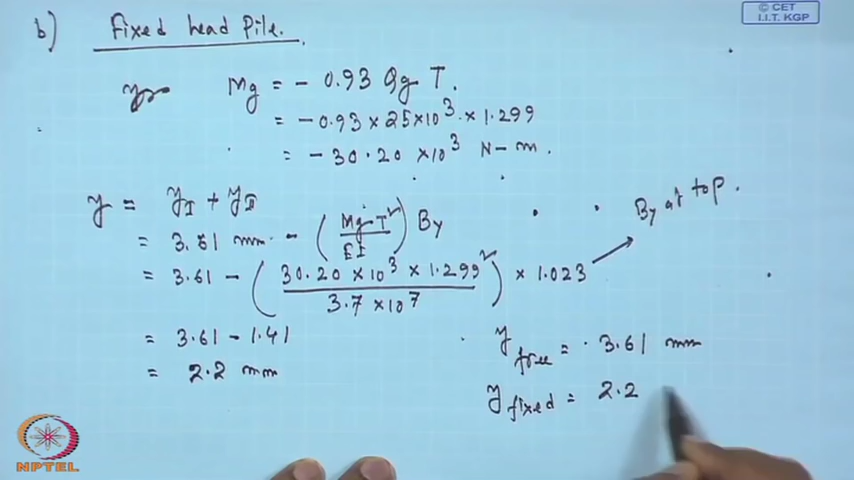 © CET
I.I.T. KGP
b) Fixed head Pile.
Mg = - 0.93 Qg T.
= - 0.93 × 25×10³ × 1.299
= - 30.20 ×10³ N-m.
y = yI + yII
= 3.61 mm - (Mg T² / EI) By
= 3.61 - (30.20 ×10³ × 1.299² / 3.7 ×10⁷) × 1.023 → By at top.
= 3.61 - 1.41
= 2.2 mm
y free = 3.61 mm
y fixed = 2.2
NPTEL